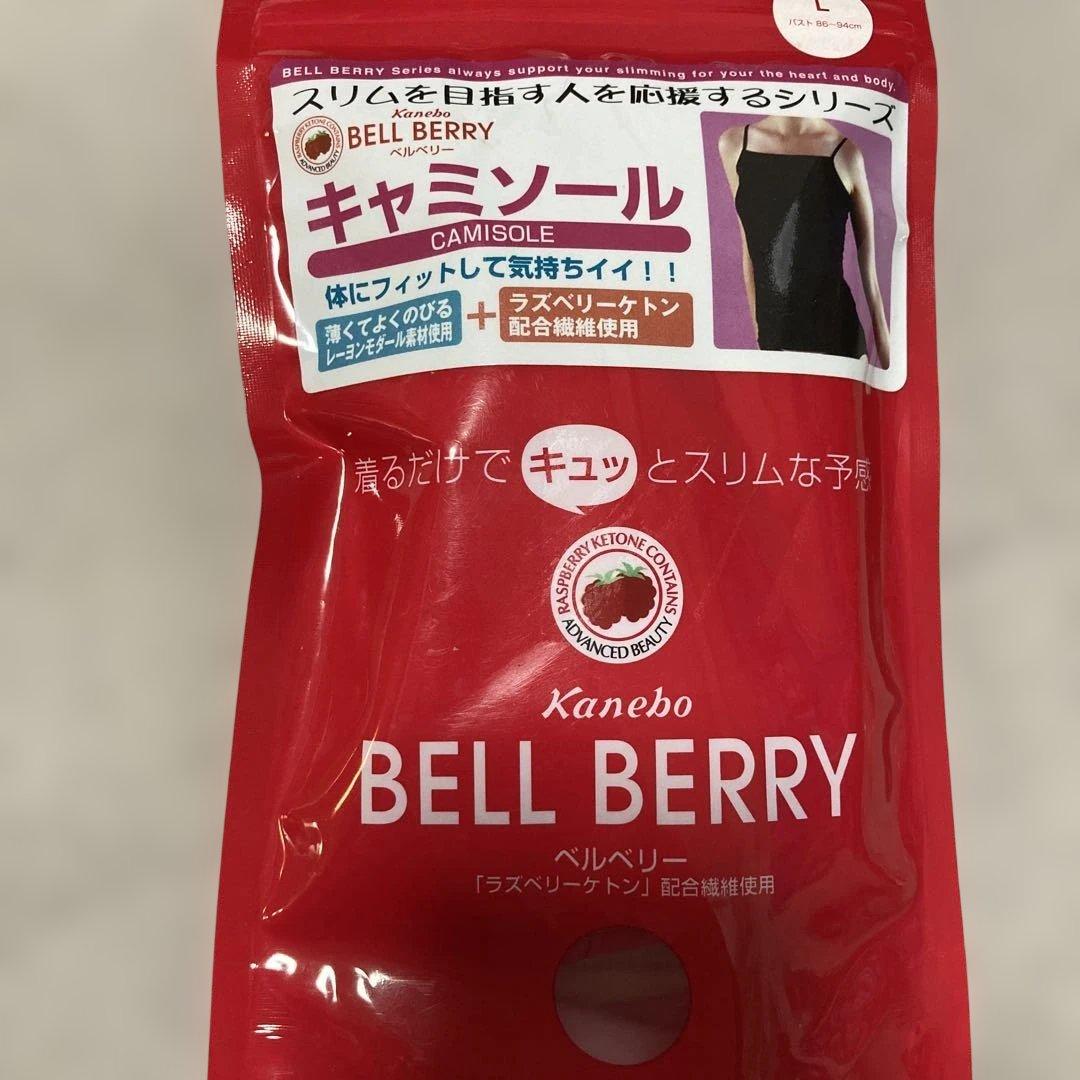 L
バスト 86〜94cm
BELL BERRY Series always support your slimming for your the heart and body.
スリムを目指す人を応援するシリーズ
RASPBERRY KETONE CONTAINS
ADVANCED BEAUTY
Kanebo
BELL BERRY
ベルベリー
キャミソール
CAMISOLE
体にフィットして気持ちイイ！！
薄くてよくのびる
レーヨンモダール素材使用
+
ラズベリーケトン
配合繊維使用
着るだけで キュッ とスリムな予感
RASPBERRY KETONE CONTAINS
ADVANCED BEAUTY
Kanebo
BELL BERRY
ベルベリー
「ラズベリーケトン」配合繊維使用